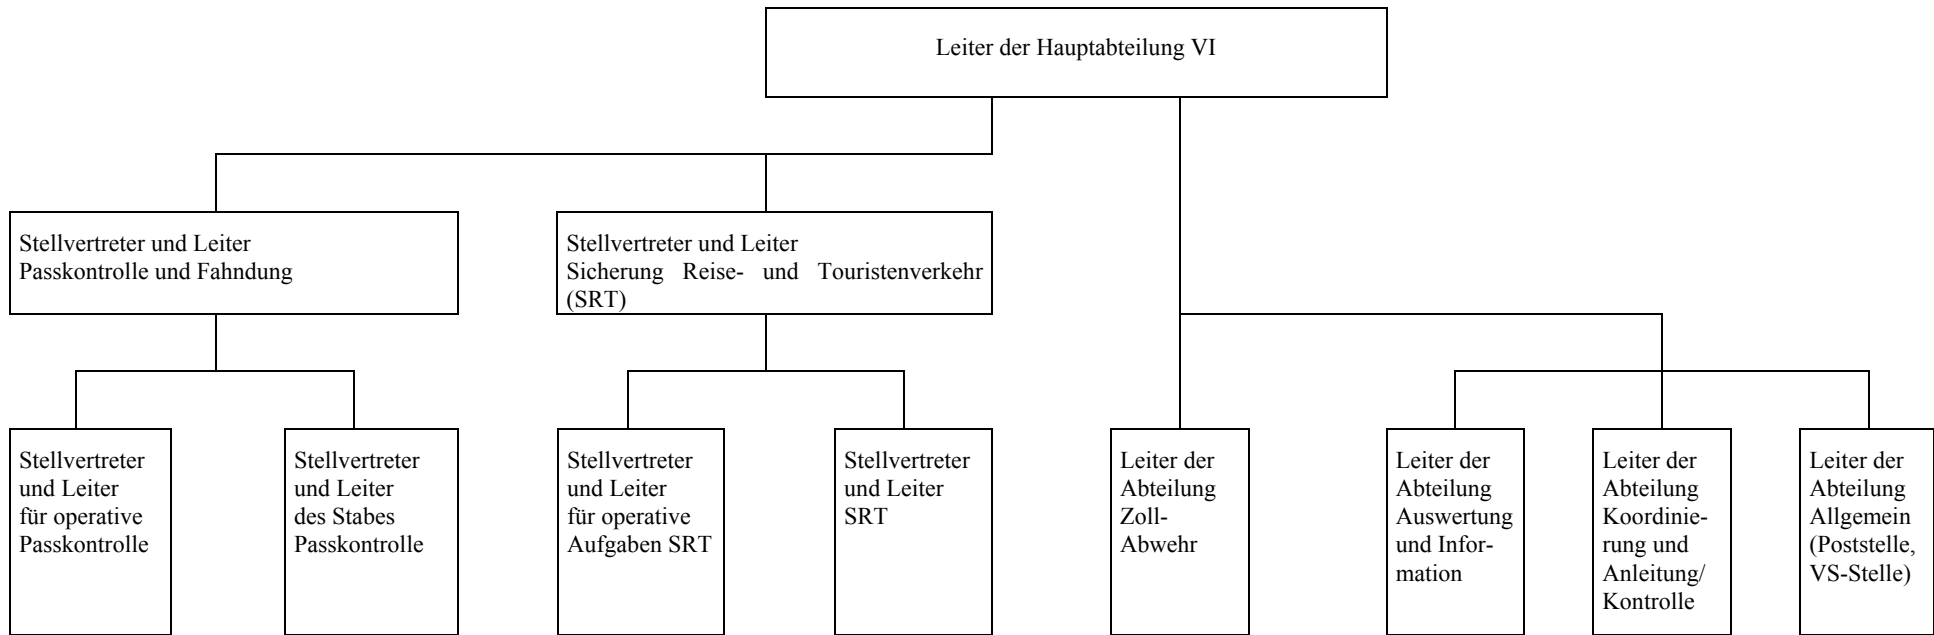 Leiter der Hauptabteilung VI
Stellvertreter und Leiter
Passkontrolle und Fahndung
Stellvertreter und Leiter
Sicherung Reise- und Touristenverkehr
(SRT)
Stellvertreter
und Leiter
für operative
Passkontrolle
Stellvertreter
und Leiter
des Stabes
Passkontrolle
Stellvertreter
und Leiter
für operative
Aufgaben SRT
Stellvertreter
und Leiter
SRT
Leiter der
Abteilung
Zoll-
Abwehr
Leiter der
Abteilung
Auswertung
und Infor-
mation
Leiter der
Abteilung
Koordinie-
rung und
Anleitung/
Kontrolle
Leiter der
Abteilung
Allgemein
(Poststelle,
VS-Stelle)